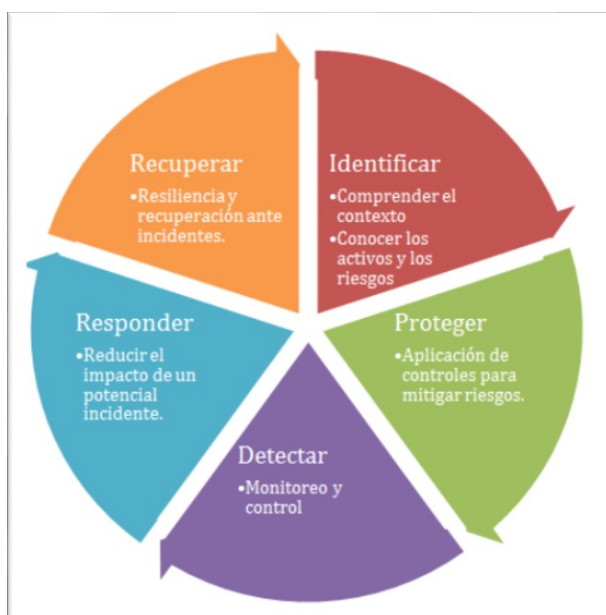 Recuperar
•Resiliencia y
recuperación ante
incidentes.
Identificar
•Comprender el
contexto
•Conocer los
activos y los
riesgos
Proteger
•Aplicación de
controles para
mitigar riesgos.
Detectar
•Monitoreo y
control
Responder
•Reducir el
impacto de un
potencial
incidente.